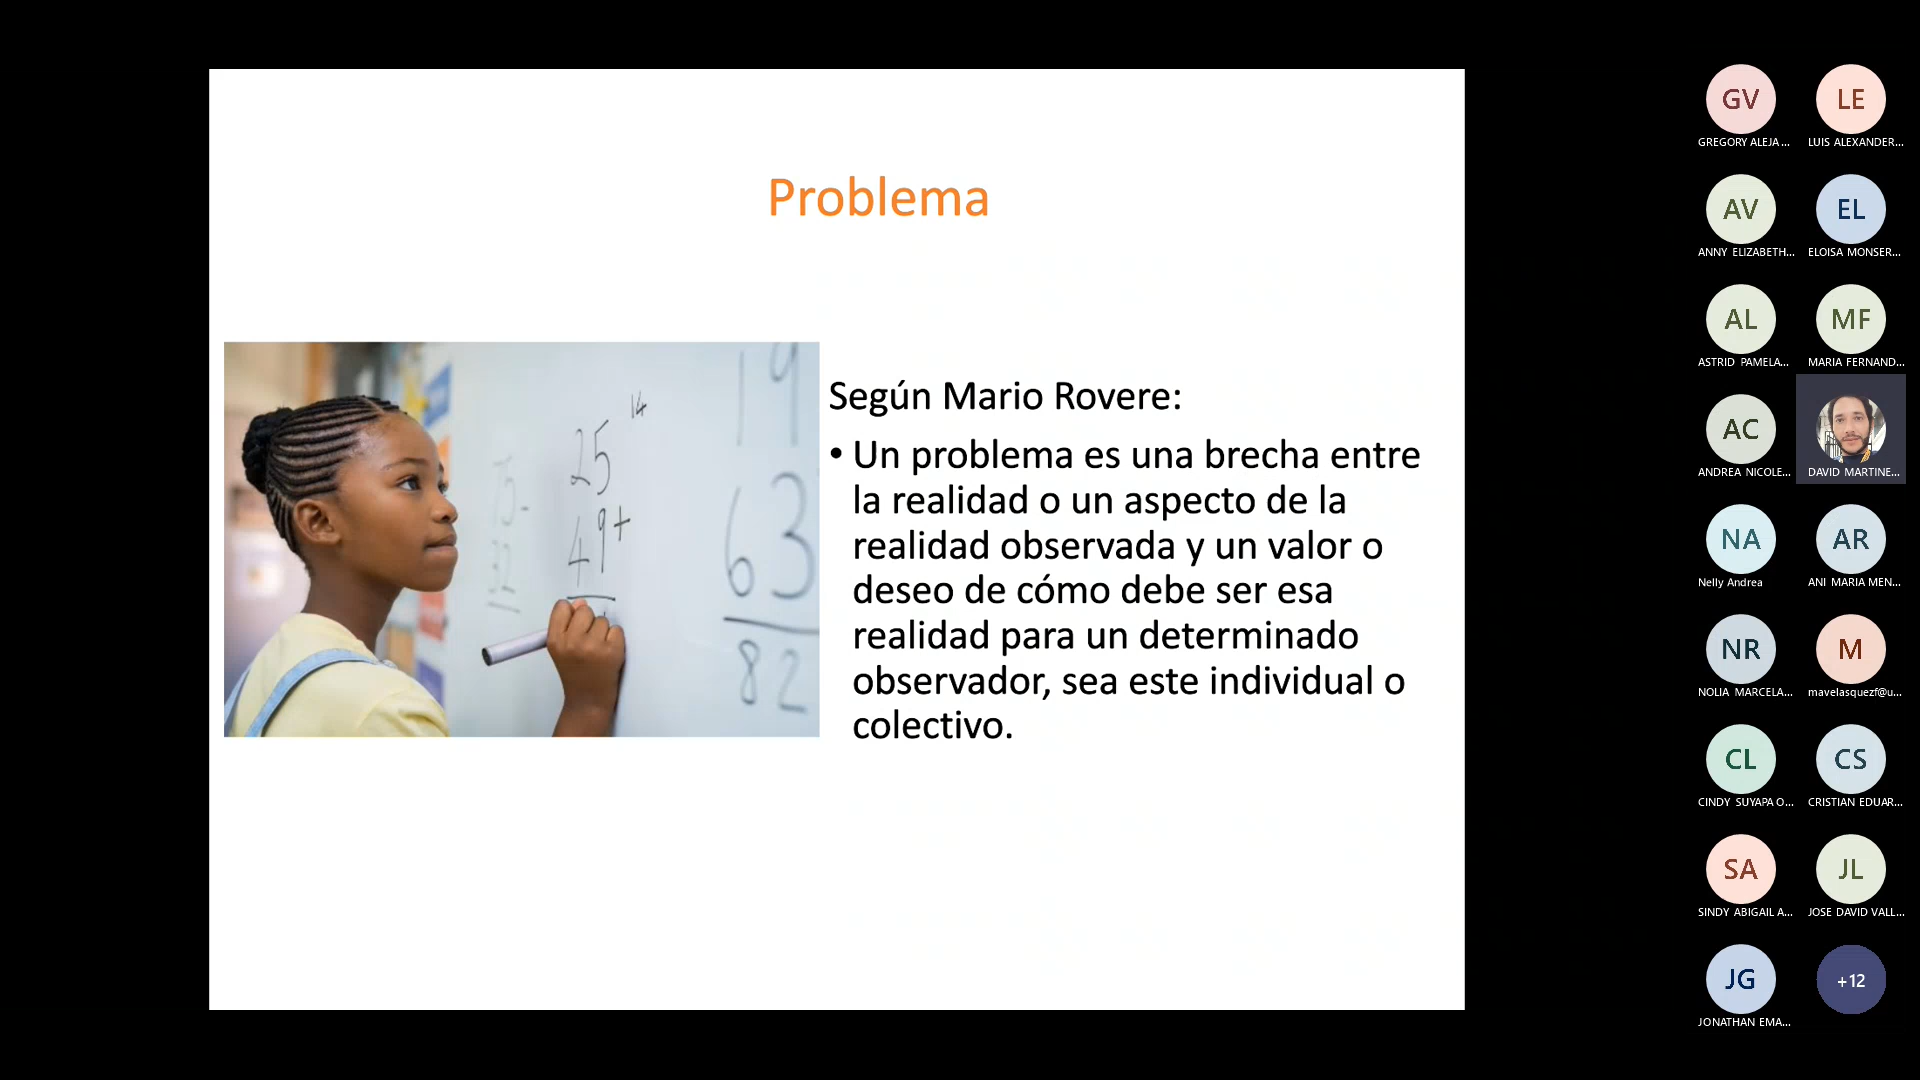 Problema
Según Mario Rovere:
• Un problema es una brecha entre
la realidad o un aspecto de la
realidad observada y un valor o
deseo de cómo debe ser esa
realidad para un determinado
observador, sea este individual o
colectivo.
14
25
49+
19
63
82
GV LE
GREGORY ALEJA... LUIS ALEXANDER...
AV EL
ANNY ELIZABETH... ELOISA MONSER...
AL MF
ASTRID PAMELA... MARIA FERNAND...
AC
ANDREA NICOLE... DAVID MARTINE...
NA AR
Nelly Andrea ANI MARIA MEN...
NR M
NOLIA MARCELA... mavelasquezf@u...
CL CS
CINDY SUYAPA O... CRISTIAN EDUAR...
SA JL
SINDY ABIGAIL A... JOSE DAVID VALL...
JG +12
JONATHAN EMA...